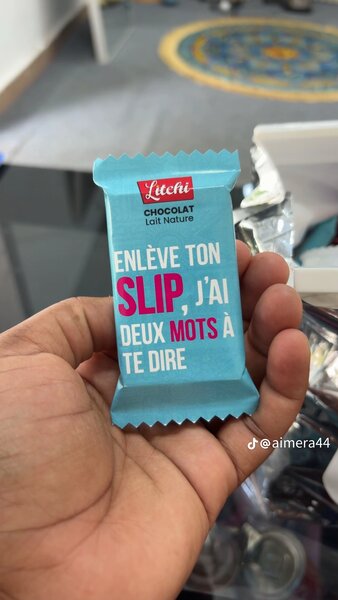 Litchi
CHOCOLAT
Lait Nature
ENLÈVE TON
SLIP, J'AI
DEUX MOTS À
TE DIRE
@aimera44